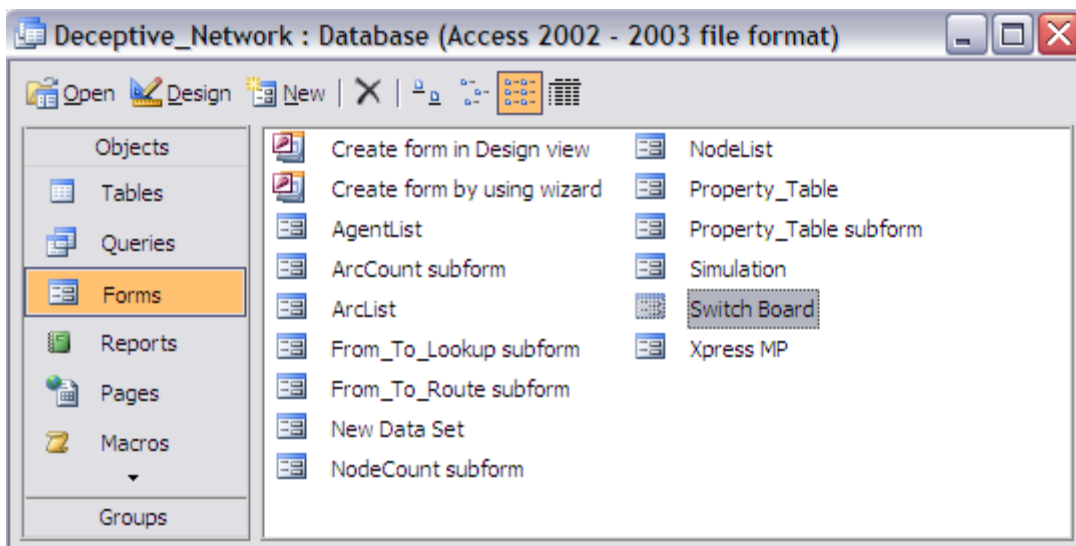 Deceptive_Network : Database (Access 2002 - 2003 file format)
Open Design New
Objects
Tables
Queries
Forms
Reports
Pages
Macros
Groups
Create form in Design view
Create form by using wizard
AgentList
ArcCount subform
ArcList
From_To_Lookup subform
From_To_Route subform
New Data Set
NodeCount subform
NodeList
Property_Table
Property_Table subform
Simulation
Switch Board
Xpress MP